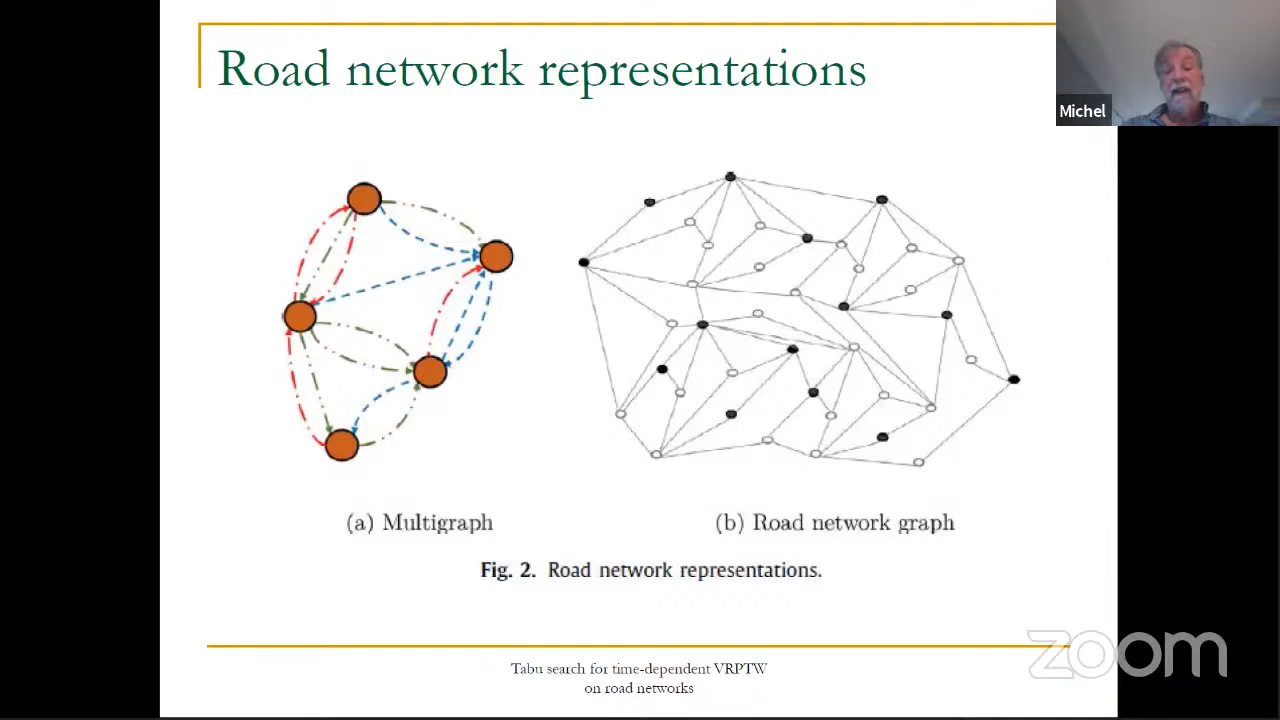 Road network representations
Michel
(a) Multigraph
(b) Road network graph
Fig. 2. Road network representations.
zoom
Tabu search for time-dependent VRPTW
on road networks